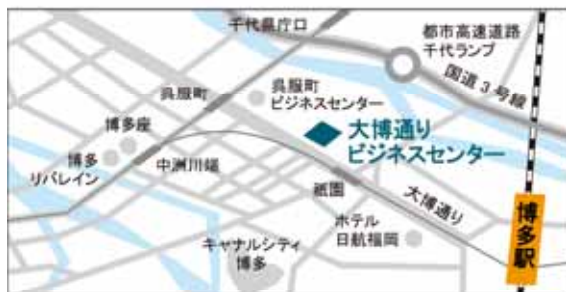 千代県庁口
都市高速道路
千代ランプ
国道3号線
呉服町
呉服町
ビジネスセンター
大博通り
ビジネスセンター
博多座
博多
リバレイン
中洲川端
祇園
大博通り
博多駅
ホテル
日航福岡
キャナルシティ
博多